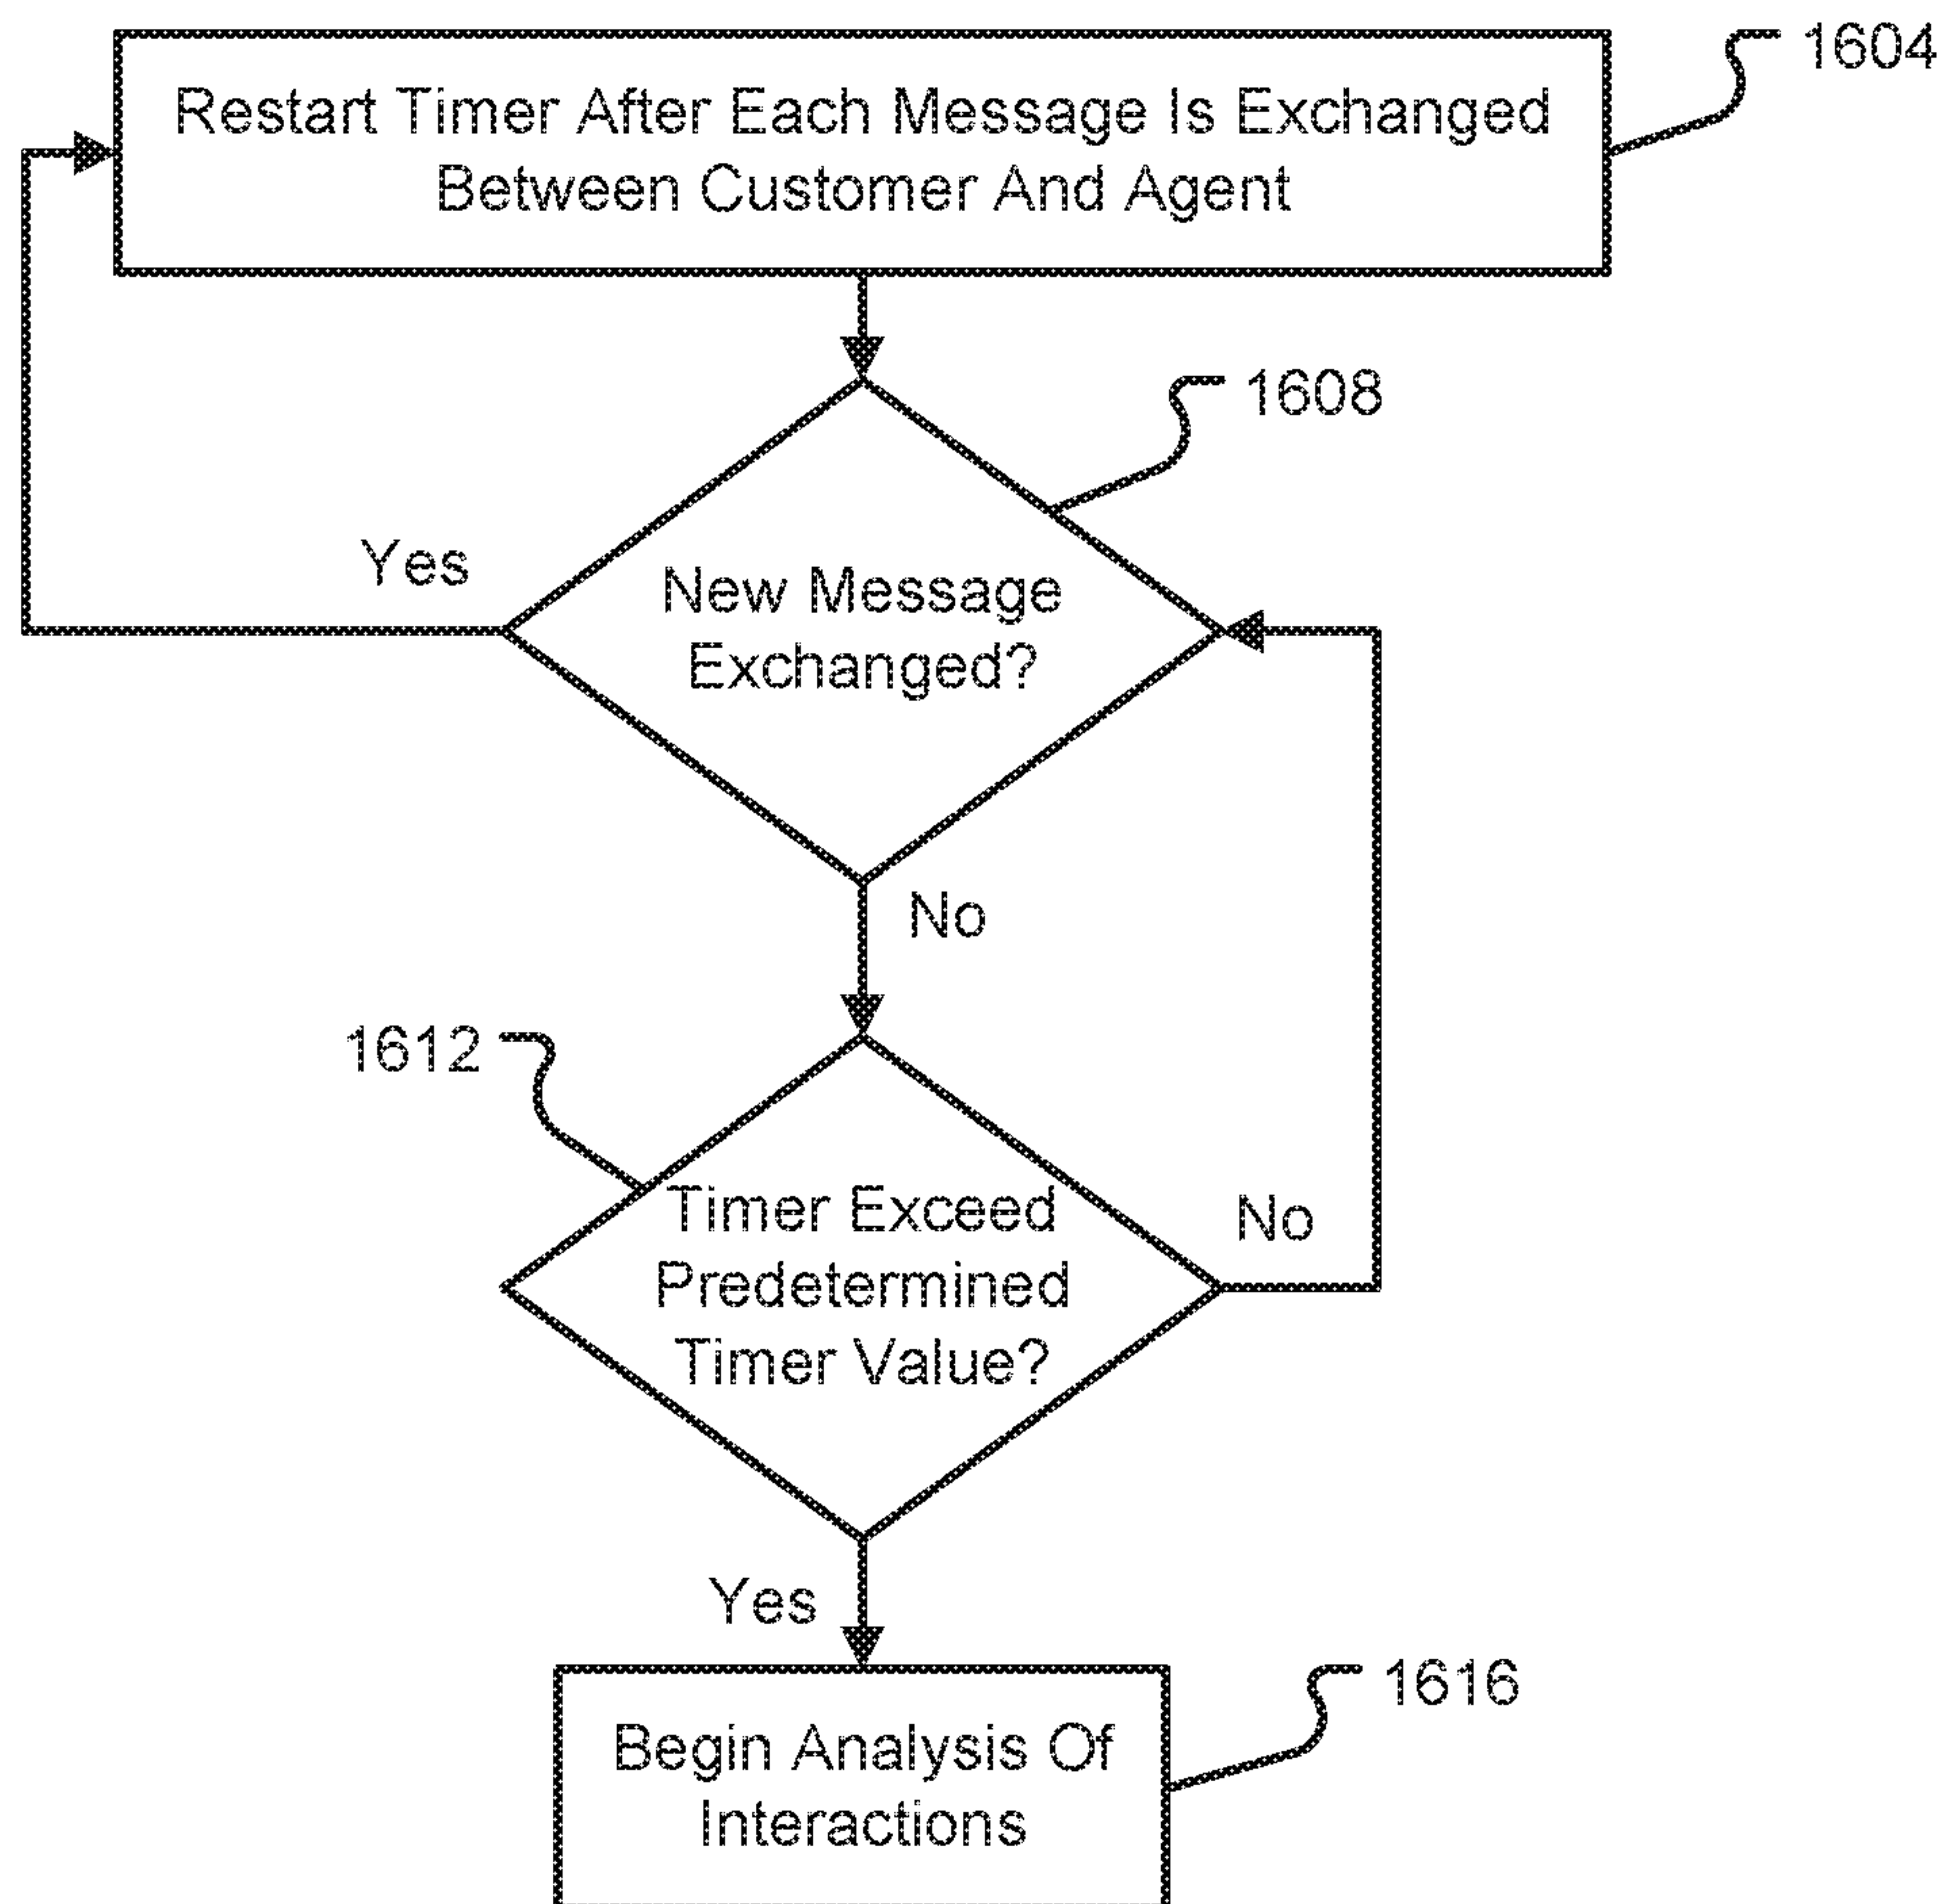 1604
Restart Timer After Each Message Is Exchanged
Between Customer And Agent
1608
Yes
New Message
Exchanged?
No
1612
Timer Exceed
Predetermined
Timer Value?
No
Yes
1616
Begin Analysis Of
Interactions